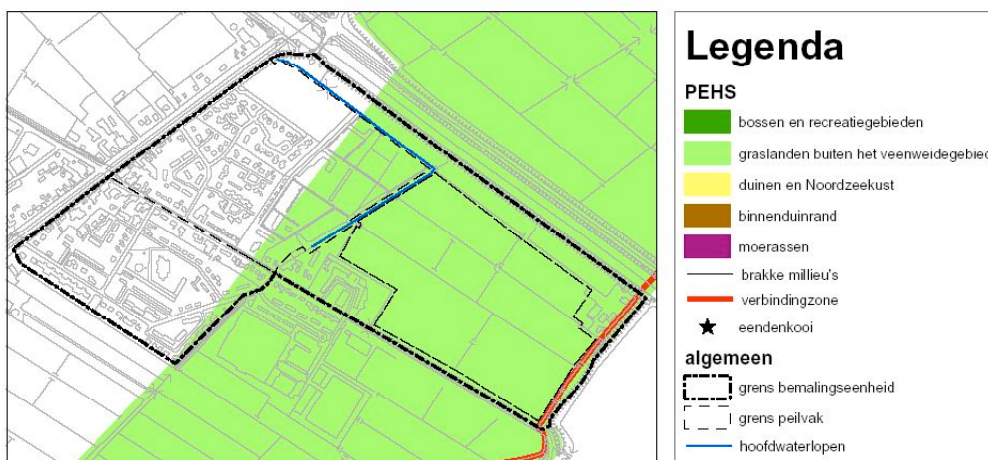 Legenda
PEHS
bossen en recreatiegebieden
graslanden buiten het veenweidegebied
duinen en Noordzeekust
binnenduinrand
moerassen
brakke millieu's
verbindingzone
eendenkooi
algemeen
grens bemalingseenheid
grens peilvak
hoofdwaterlopen